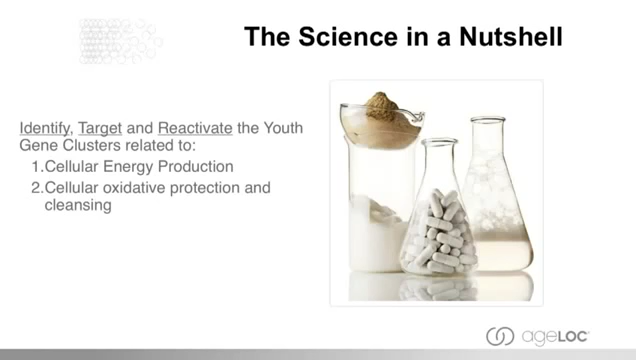 The Science in a Nutshell
Identify, Target and Reactivate the Youth
Gene Clusters related to:
1.Cellular Energy Production
2.Cellular oxidative protection and
cleansing
ageLOC